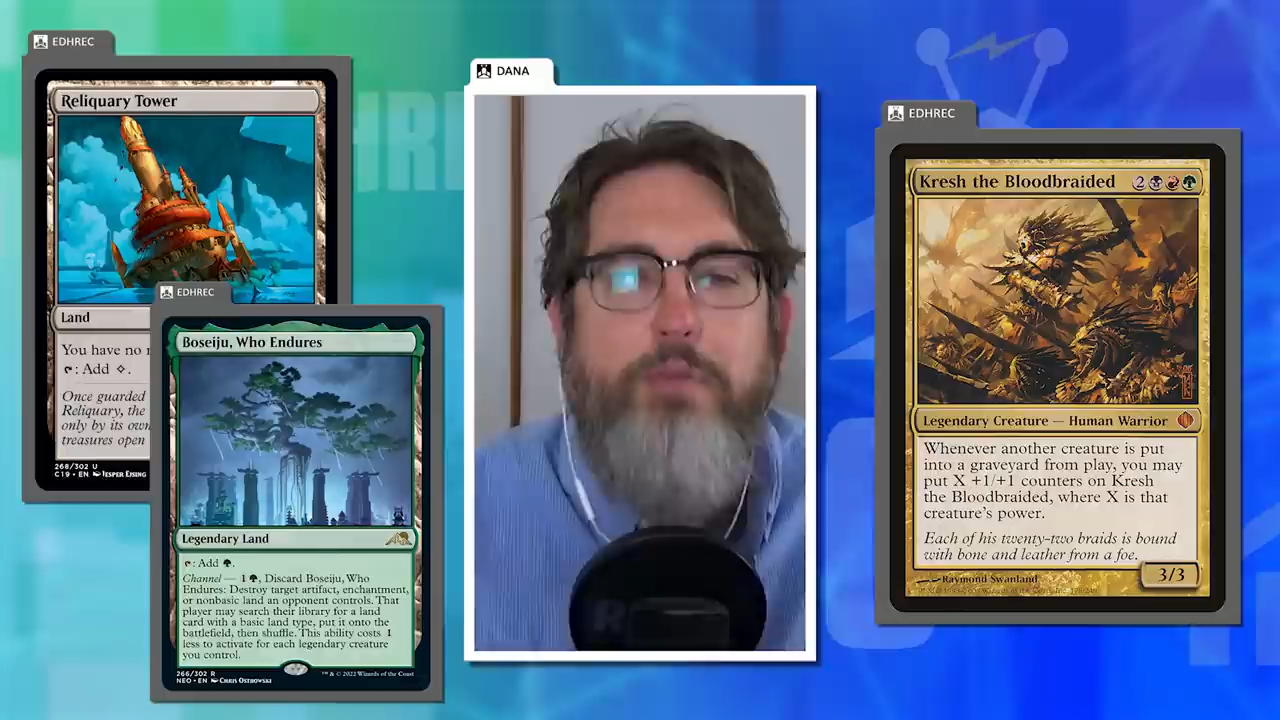 EDHREC
Reliquary Tower
Land
You have no
: Add
Once guarded
Reliquary, the
only by its own
treasures open
268/302 U
C19 • EN JESPER EJSING
EDHREC
Boseiju, Who Endures
Legendary Land
: Add .
Channel — 1 , Discard Boseiju, Who
Endures: Destroy target artifact, enchantment,
or nonbasic land an opponent controls. That
player may search their library for a land
card with a basic land type, put it onto the
battlefield, then shuffle. This ability costs 1
less to activate for each legendary creature
you control.
266/302 R
NEO • EN CHRIS OSTROWSKI
™ & © 2022 Wizards of the Coast
DANA
EDHREC
Kresh the Bloodbraided 2
Legendary Creature — Human Warrior
Whenever another creature is put
into a graveyard from play, you may
put X +1/+1 counters on Kresh
the Bloodbraided, where X is that
creature's power.
Each of his twenty-two braids is bound
with bone and leather from a foe.
Raymond Swanland
3/3